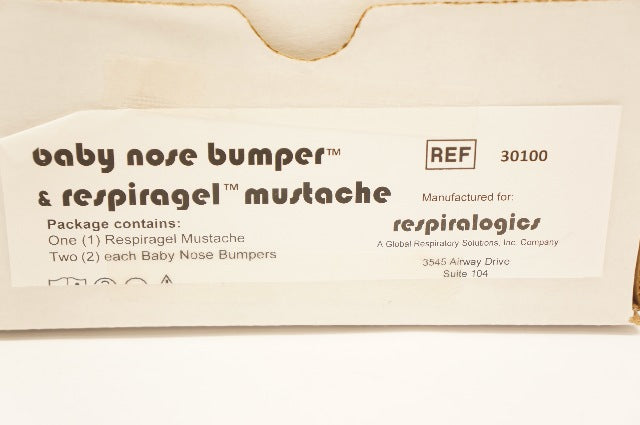 baby nose bumper™
& respiragel™ mustache
Package contains:
One (1) Respiragel Mustache
Two (2) each Baby Nose Bumpers
REF 30100
Manufactured for:
respiralogics
A Global Respiratory Solutions, Inc. Company
3545 Airway Drive
Suite 104